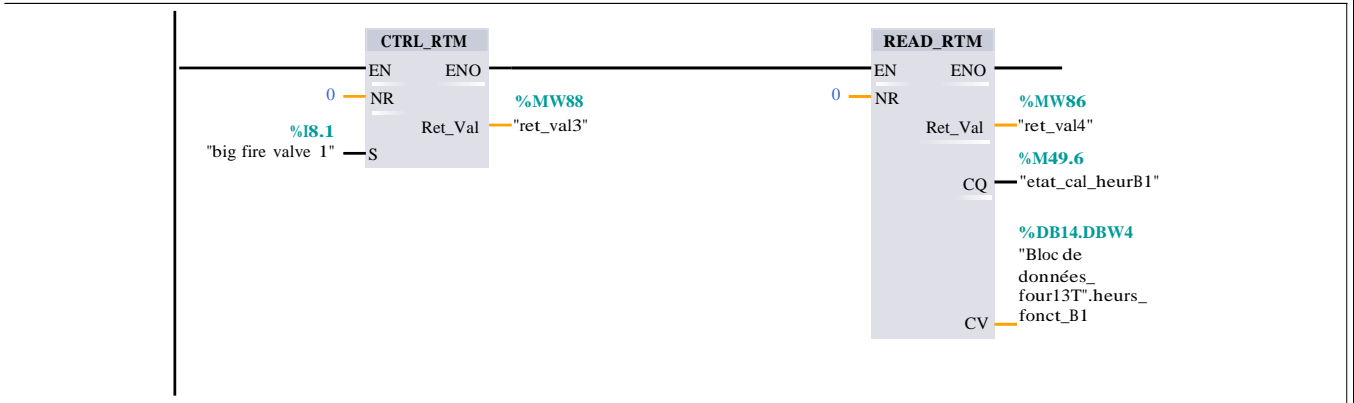 CTRL_RTM
EN ENO
0 NR
%MW88
"ret_val3"
Ret_Val
%I8.1
"big fire valve 1"
S
READ_RTM
EN ENO
0 NR
%MW86
"ret_val4"
Ret_Val
%M49.6
"etat_cal_heurB1"
CQ
%DB14.DBW4
"Bloc de
données_
four13T".heurs_
fonct_B1
CV